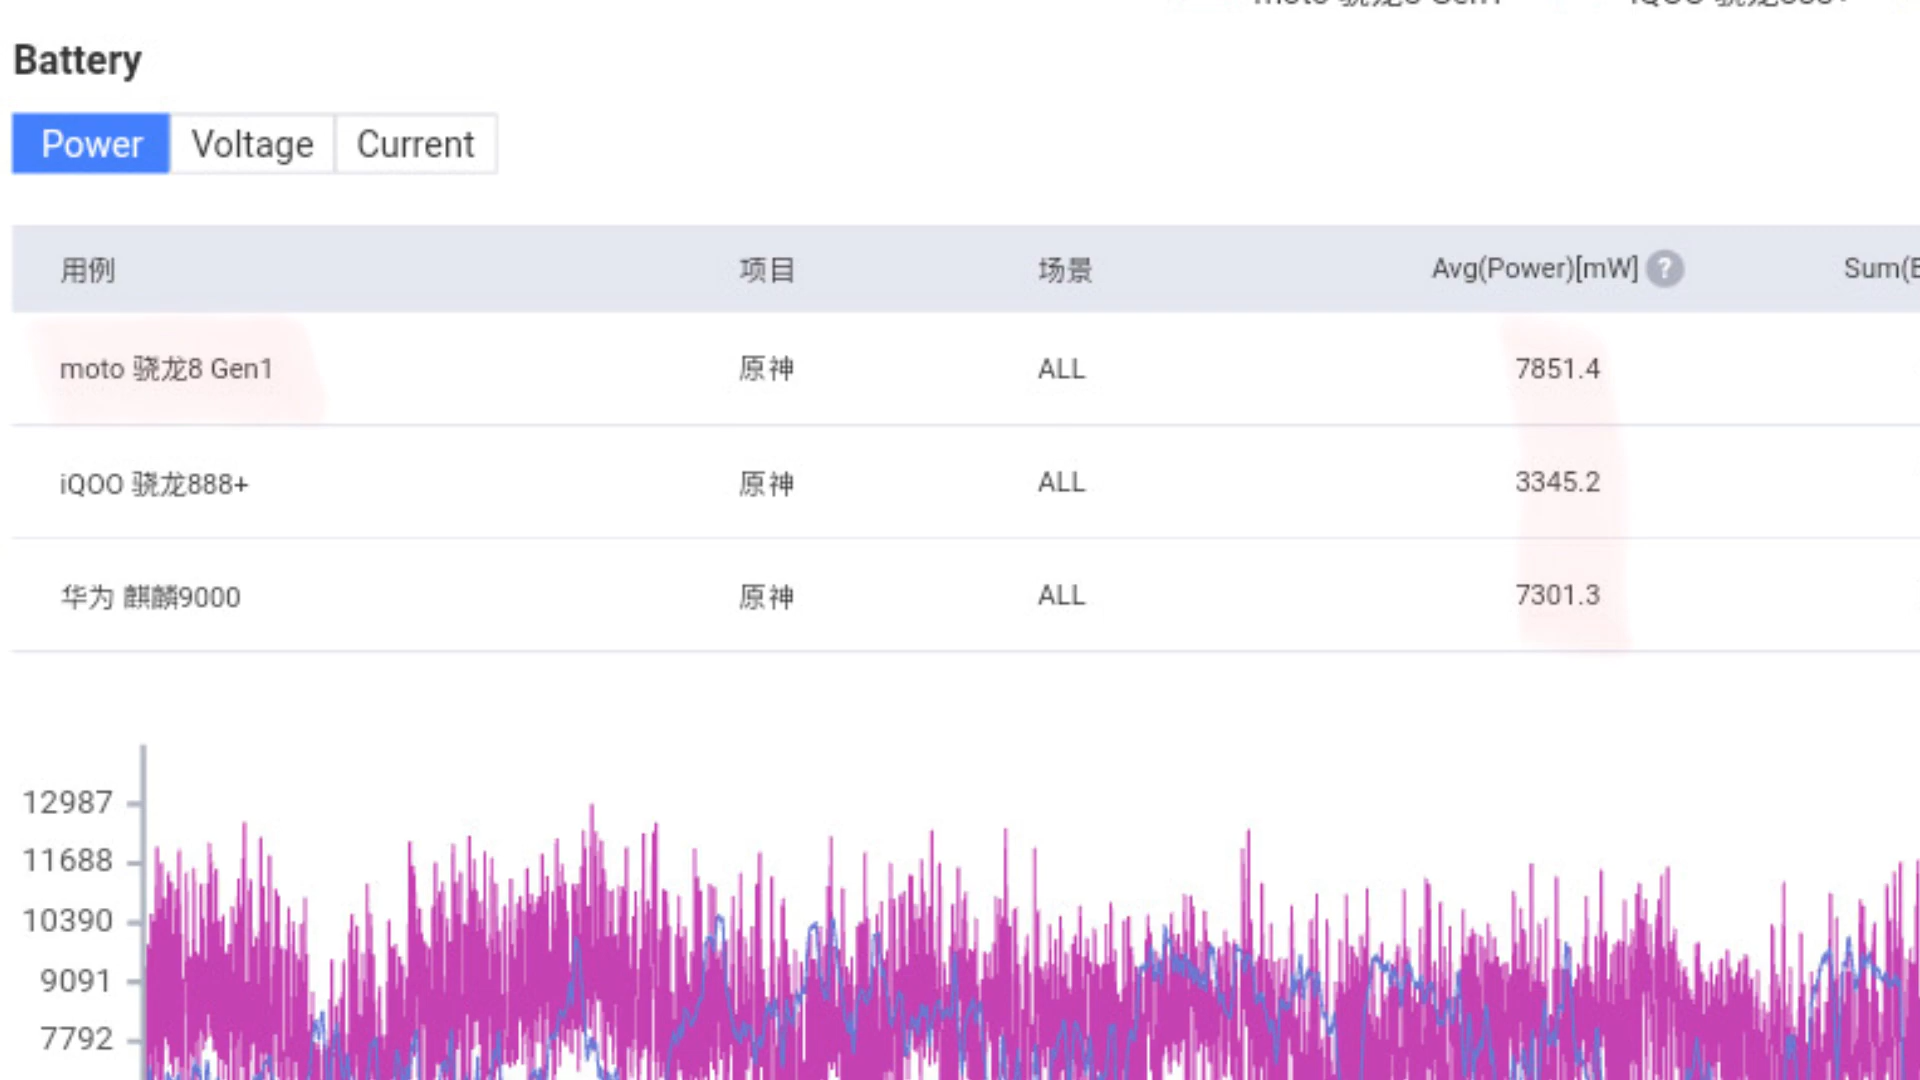 Battery
Power Voltage Current
用例 项目 场景 Avg(Power)[mW] ? Sum(
moto 骁龙8 Gen1 原神 ALL 7851.4
iQOO 骁龙888+ 原神 ALL 3345.2
华为 麒麟9000 原神 ALL 7301.3
12987
11688
10390
9091
7792